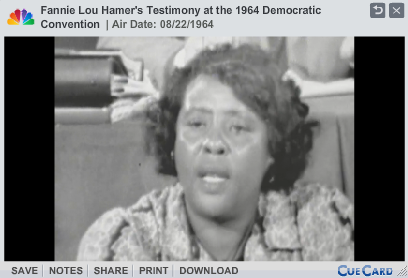 Fannie Lou Hamer's Testimony at the 1964 Democratic
Convention | Air Date: 08/22/1964
SAVE | NOTES | SHARE | PRINT | DOWNLOAD CUECARD